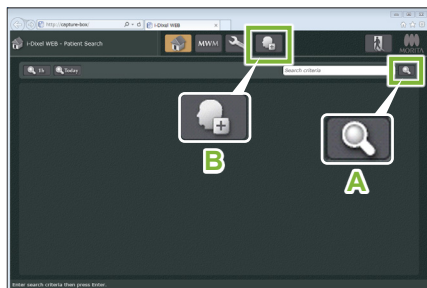 http://capture-box/
i-Dixel WEB
i-Dixel WEB - Patient Search
MWM
MORITA
1h
Today
Search criteria
B
A
Enter search criteria then press Enter.